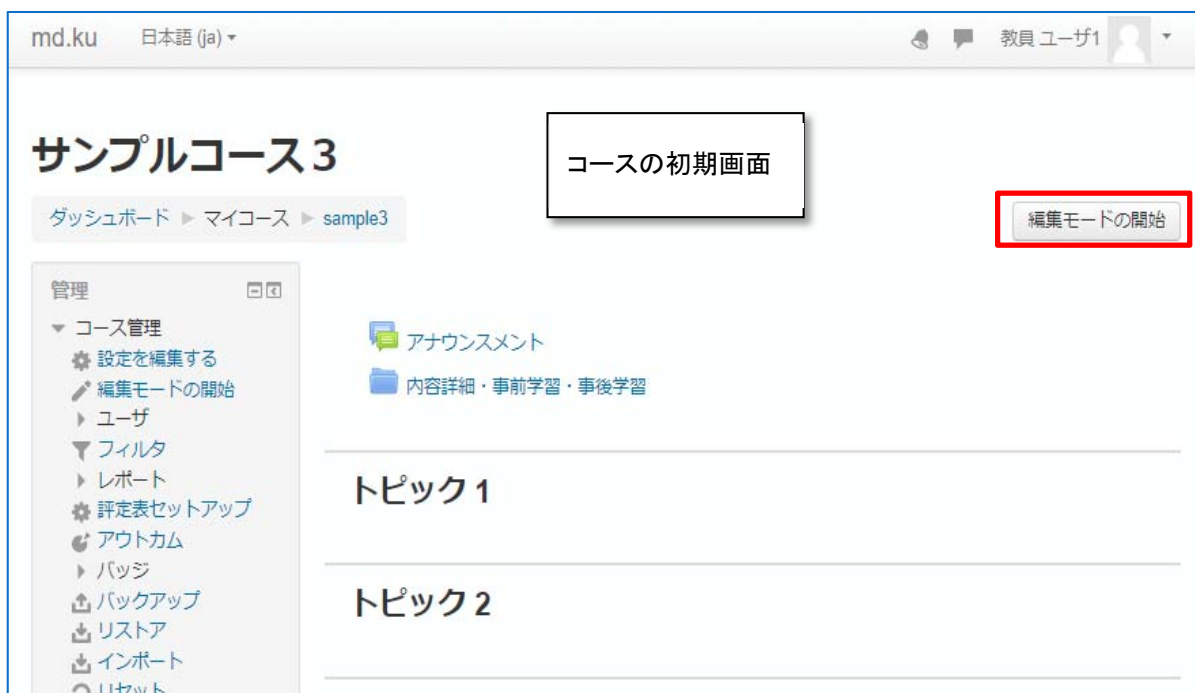 md.ku 日本語 (ja) 教員 ユーザ1
サンプルコース３
コースの初期画面
ダッシュボード マイコース sample3
編集モードの開始
管理
コース管理
設定を編集する
編集モードの開始
ユーザ
フィルタ
レポート
評定表セットアップ
アウトカム
バッジ
バックアップ
リストア
インポート
リセット
アナウンスメント
内容詳細・事前学習・事後学習
トピック 1
トピック 2